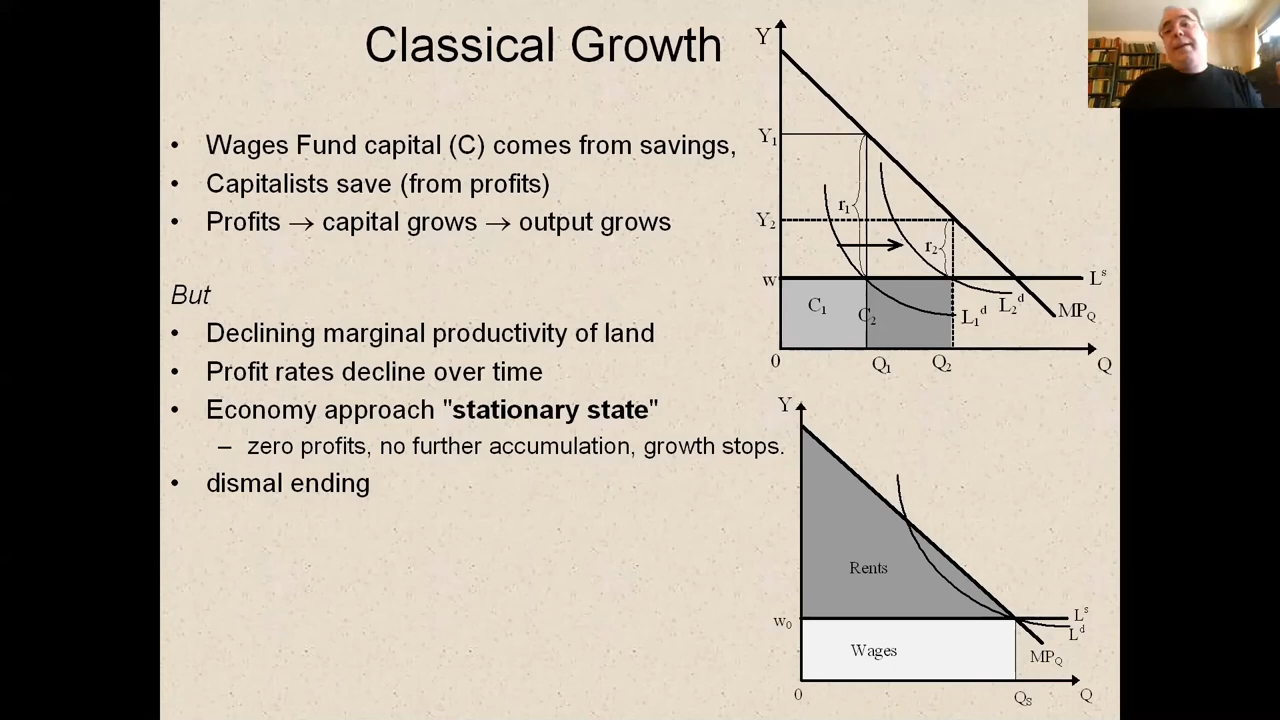 Classical Growth
• Wages Fund capital (C) comes from savings,
• Capitalists save (from profits)
• Profits → capital grows → output grows
But
• Declining marginal productivity of land
• Profit rates decline over time
• Economy approach "stationary state"
– zero profits, no further accumulation, growth stops.
• dismal ending
Y
Y₁
r₁
Y₂
r₂
w
Lˢ
C₁
C₂
L₁ᵈ
L₂ᵈ
MP_Q
0
Q₁
Q₂
Q
Y
Rents
w₀
Lˢ
Lᵈ
Wages
MP_Q
0
Qₛ
Q